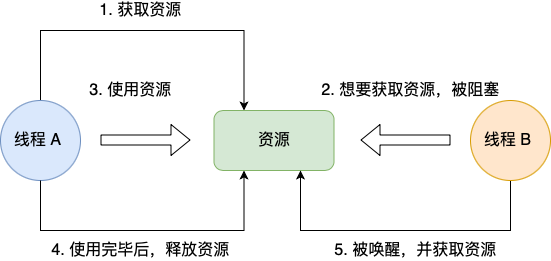 1. 获取资源
3. 使用资源
2. 想要获取资源，被阻塞
线程 A
资源
线程 B
4. 使用完毕后，释放资源
5. 被唤醒，并获取资源